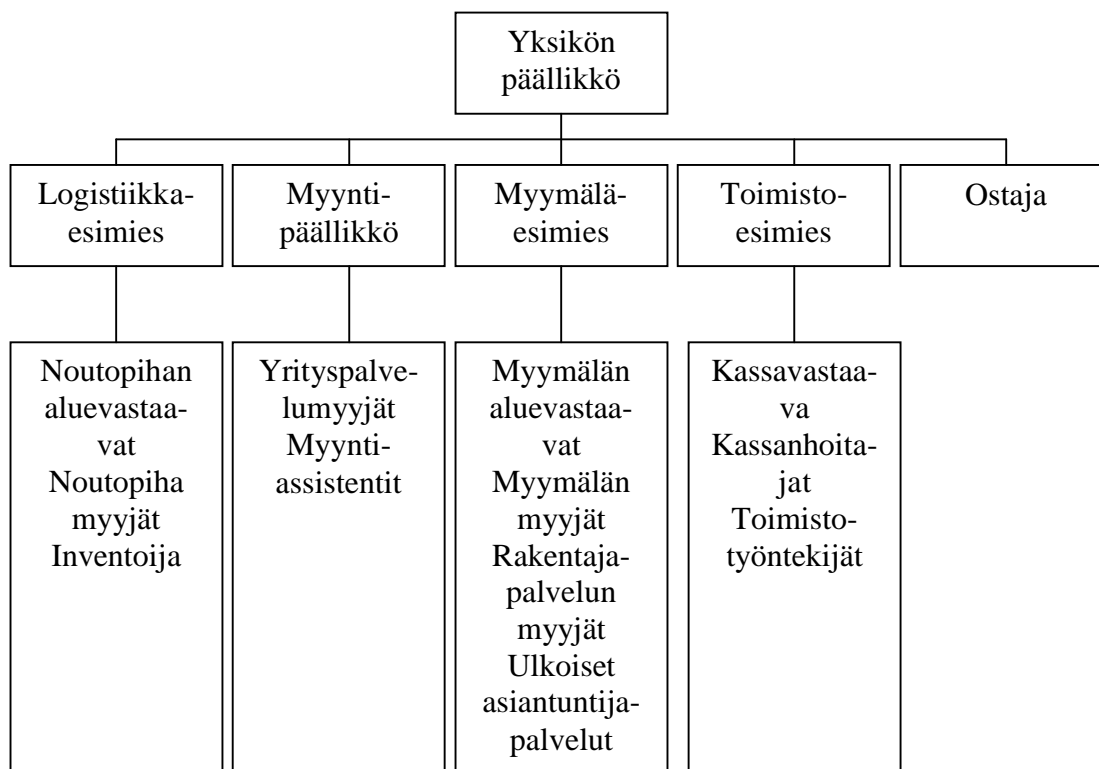 Yksikön
päällikkö
Logistiikka-
esimies
Myynti-
päällikkö
Myymälä-
esimies
Toimisto-
esimies
Ostaja
Noutopihan
aluevastaa-
vat
Noutopiha
myyjät
Inventoija
Yrityspalve-
lumyyjät
Myynti-
assistentit
Myymälän
aluevastaa-
vat
Myymälän
myyjät
Rakentaja-
palvelun
myyjät
Ulkoiset
asiantuntija-
palvelut
Kassavastaa-
va
Kassanhoita-
jat
Toimisto-
työntekijät